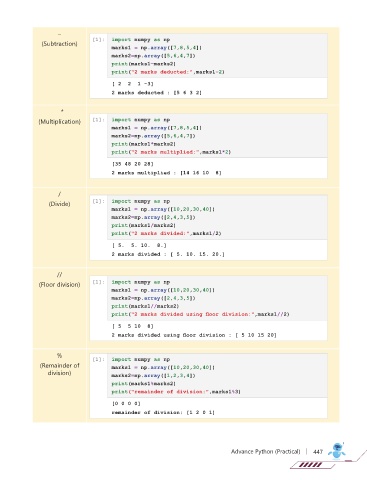 –
(Subtraction)
[1]: import numpy as np
marks1 = np.array([7,8,5,4])
marks2=np.array([5,6,4,7])
print(marks1-marks2)
print("2 marks deducted:",marks1-2)
[ 2  2  1 -3]
2 marks deducted : [5 6 3 2]
*
(Multiplication)
[1]: import numpy as np
marks1 = np.array([7,8,5,4])
marks2=np.array([5,6,4,7])
print(marks1*marks2)
print("2 marks multiplied:",marks1*2)
[35 48 20 28]
2 marks multiplied : [14 16 10  8]
/
(Divide)
[1]: import numpy as np
marks1 = np.array([10,20,30,40])
marks2=np.array([2,4,3,5])
print(marks1/marks2)
print("2 marks divided:",marks1/2)
[ 5.  5. 10.  8.]
2 marks divided : [ 5. 10. 15. 20.]
//
(Floor division)
[1]: import numpy as np
marks1 = np.array([10,20,30,40])
marks2=np.array([2,4,3,5])
print(marks1//marks2)
print("2 marks divided using floor division:",marks1//2)
[ 5  5 10  8]
2 marks divided using floor division : [ 5 10 15 20]
%
(Remainder of
division)
[1]: import numpy as np
marks1 = np.array([10,20,30,40])
marks2=np.array([1,2,3,4])
print(marks1%marks2)
print("remainder of division:",marks1%3)
[0 0 0 0]
remainder of division: [1 2 0 1]
Advance Python (Practical) | 447